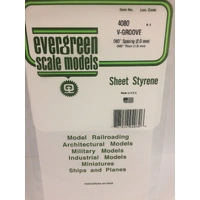 4080
V-GROOVE
.080" Spacing (2.0 mm)
evergreen
scale models
Sheet Styrene
Model Railroading
Architectural Models
Military Models
Industrial Models
Miniatures
Ships and Planes